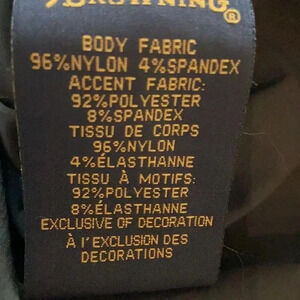 BROWNING®
BODY FABRIC
96%NYLON 4%SPANDEX
ACCENT FABRIC:
92%POLYESTER
8%SPANDEX
TISSU DE CORPS
96%NYLON
4%ÉLASTHANNE
TISSU À MOTIFS:
92%POLYESTER
8%ÉLASTHANNE
EXCLUSIVE OF DECORATION
À I'EXCLUSION DES
DECORATIONS